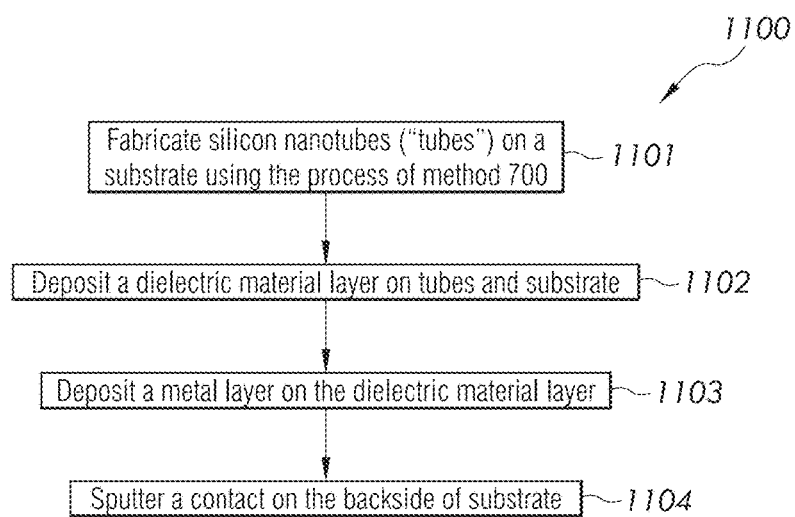 1100
Fabricate silicon nanotubes (“tubes”) on a
substrate using the process of method 700
1101
Deposit a dielectric material layer on tubes and substrate
1102
Deposit a metal layer on the dielectric material layer
1103
Sputter a contact on the backside of substrate
1104